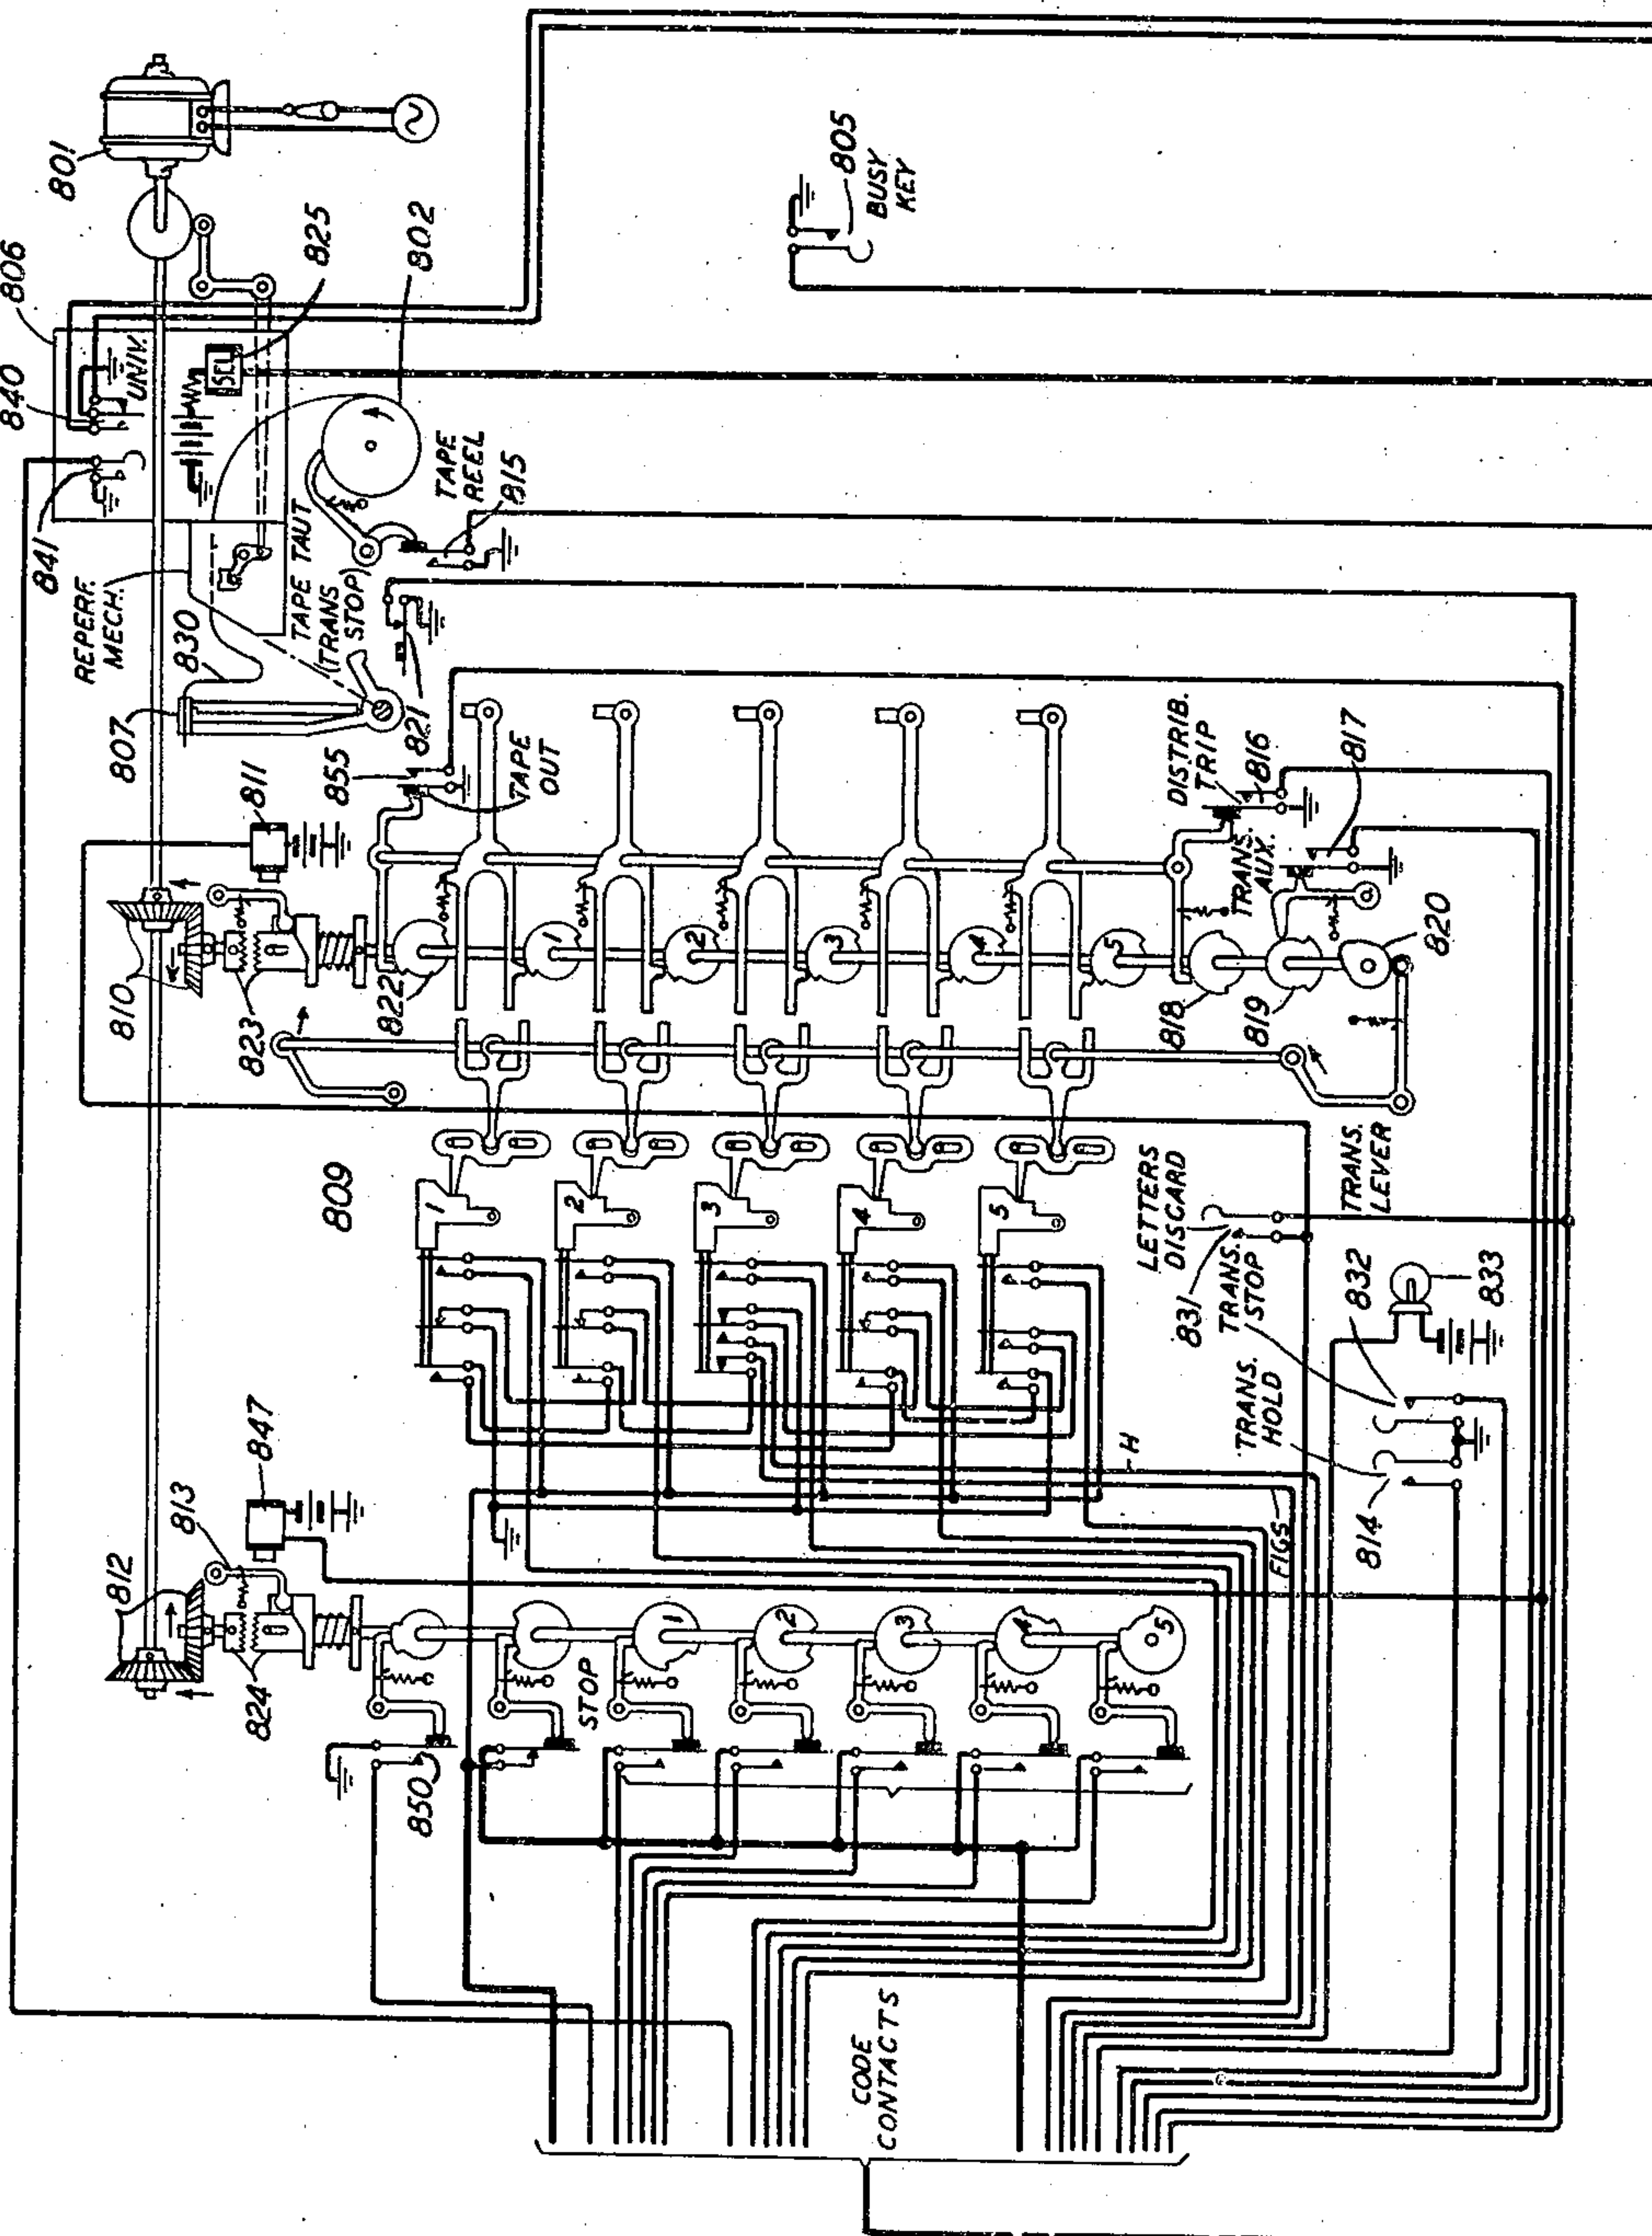 806
840
801
UNIV.
SEL
825
802
841
REPERF.
MECH.
830
TAPE TAUT
(TRANS
STOP)
TAPE
REEL
815
805
BUSY
KEY
807
811
855
821
TAPE
OUT
810
823
822
1
2
3
4
5
DISTRIB.
TRIP
816
817
TRANS.
AUX.
818
819
820
809
1
2
3
4
5
LETTERS
DISCARD
TRANS.
LEVER
831
TRANS.
STOP
832
833
TRANS.
HOLD
814
H
FIGS
812
813
847
824
STOP
1
2
3
4
5
850
CODE
CONTACTS